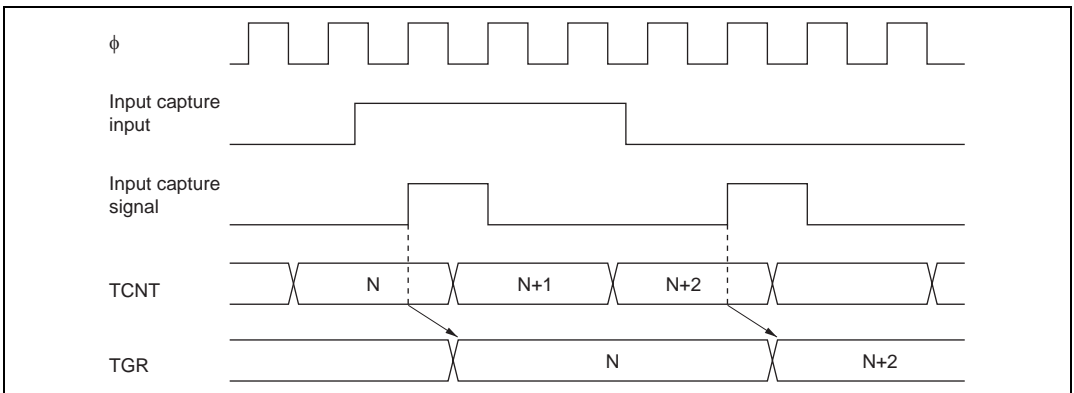 ϕ
Input capture
input
Input capture
signal
TCNT
N
N+1
N+2
TGR
N
N+2